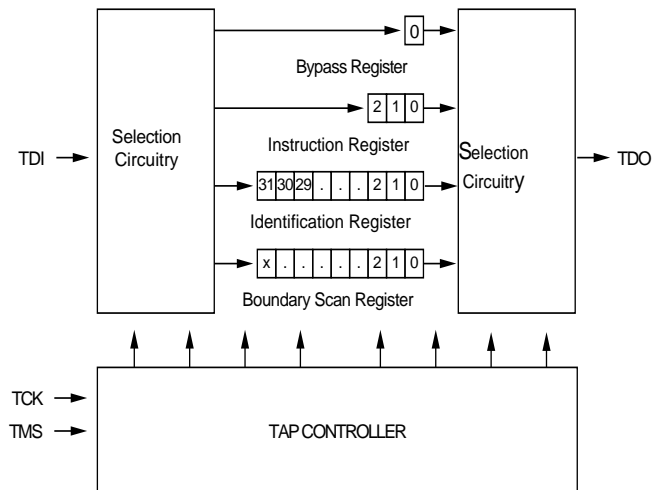 0
Bypass Register
2 1 0
Selection
Circuitry
Instruction Register
Selection
Circuitry
TDI
TDO
31 30 29 . . . 2 1 0
Identification Register
x . . . . . 2 1 0
Boundary Scan Register
TCK
TMS
TAP CONTROLLER